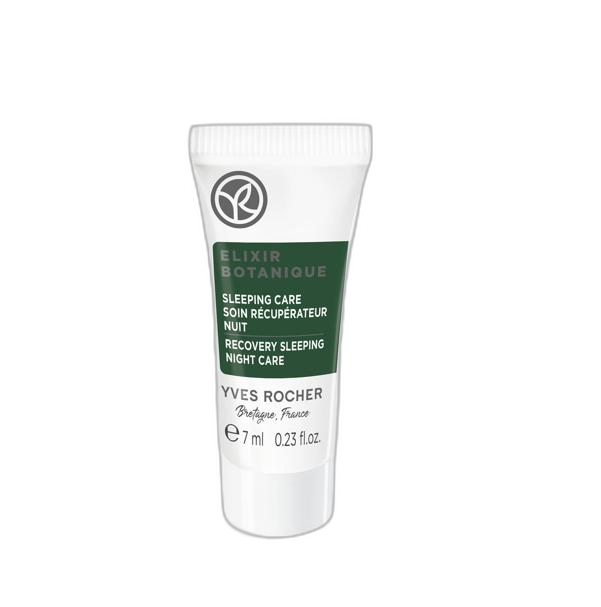 YR
ELIXIR
BOTANIQUE
SLEEPING CARE
SOIN RÉCUPÉRATEUR
NUIT
RECOVERY SLEEPING
NIGHT CARE
YVES ROCHER
Bretagne, France
℮ 7 ml 0.23 fl.oz.